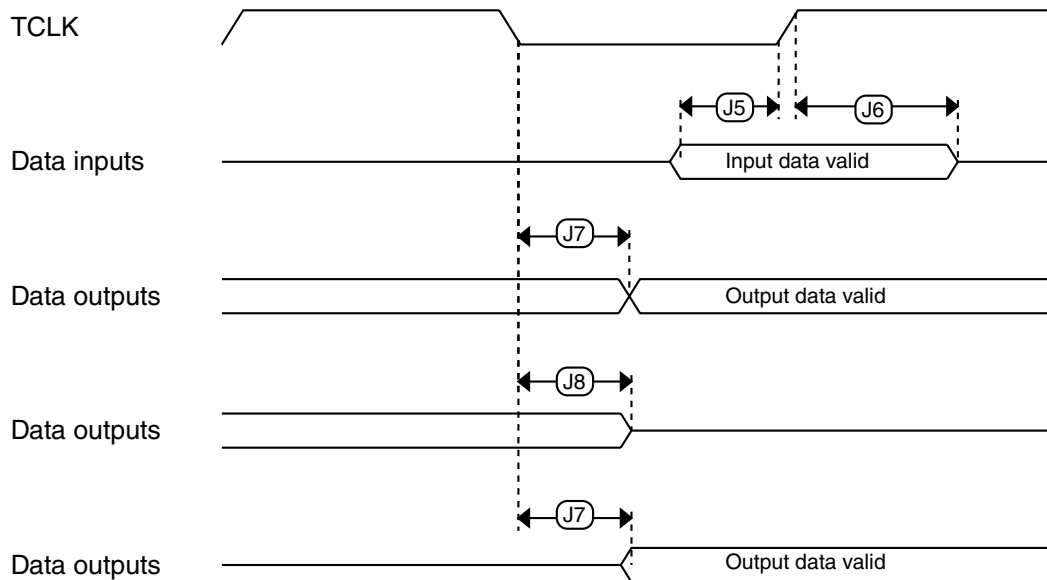 TCLK
J5
J6
Data inputs
Input data valid
J7
Data outputs
Output data valid
J8
Data outputs
J7
Data outputs
Output data valid